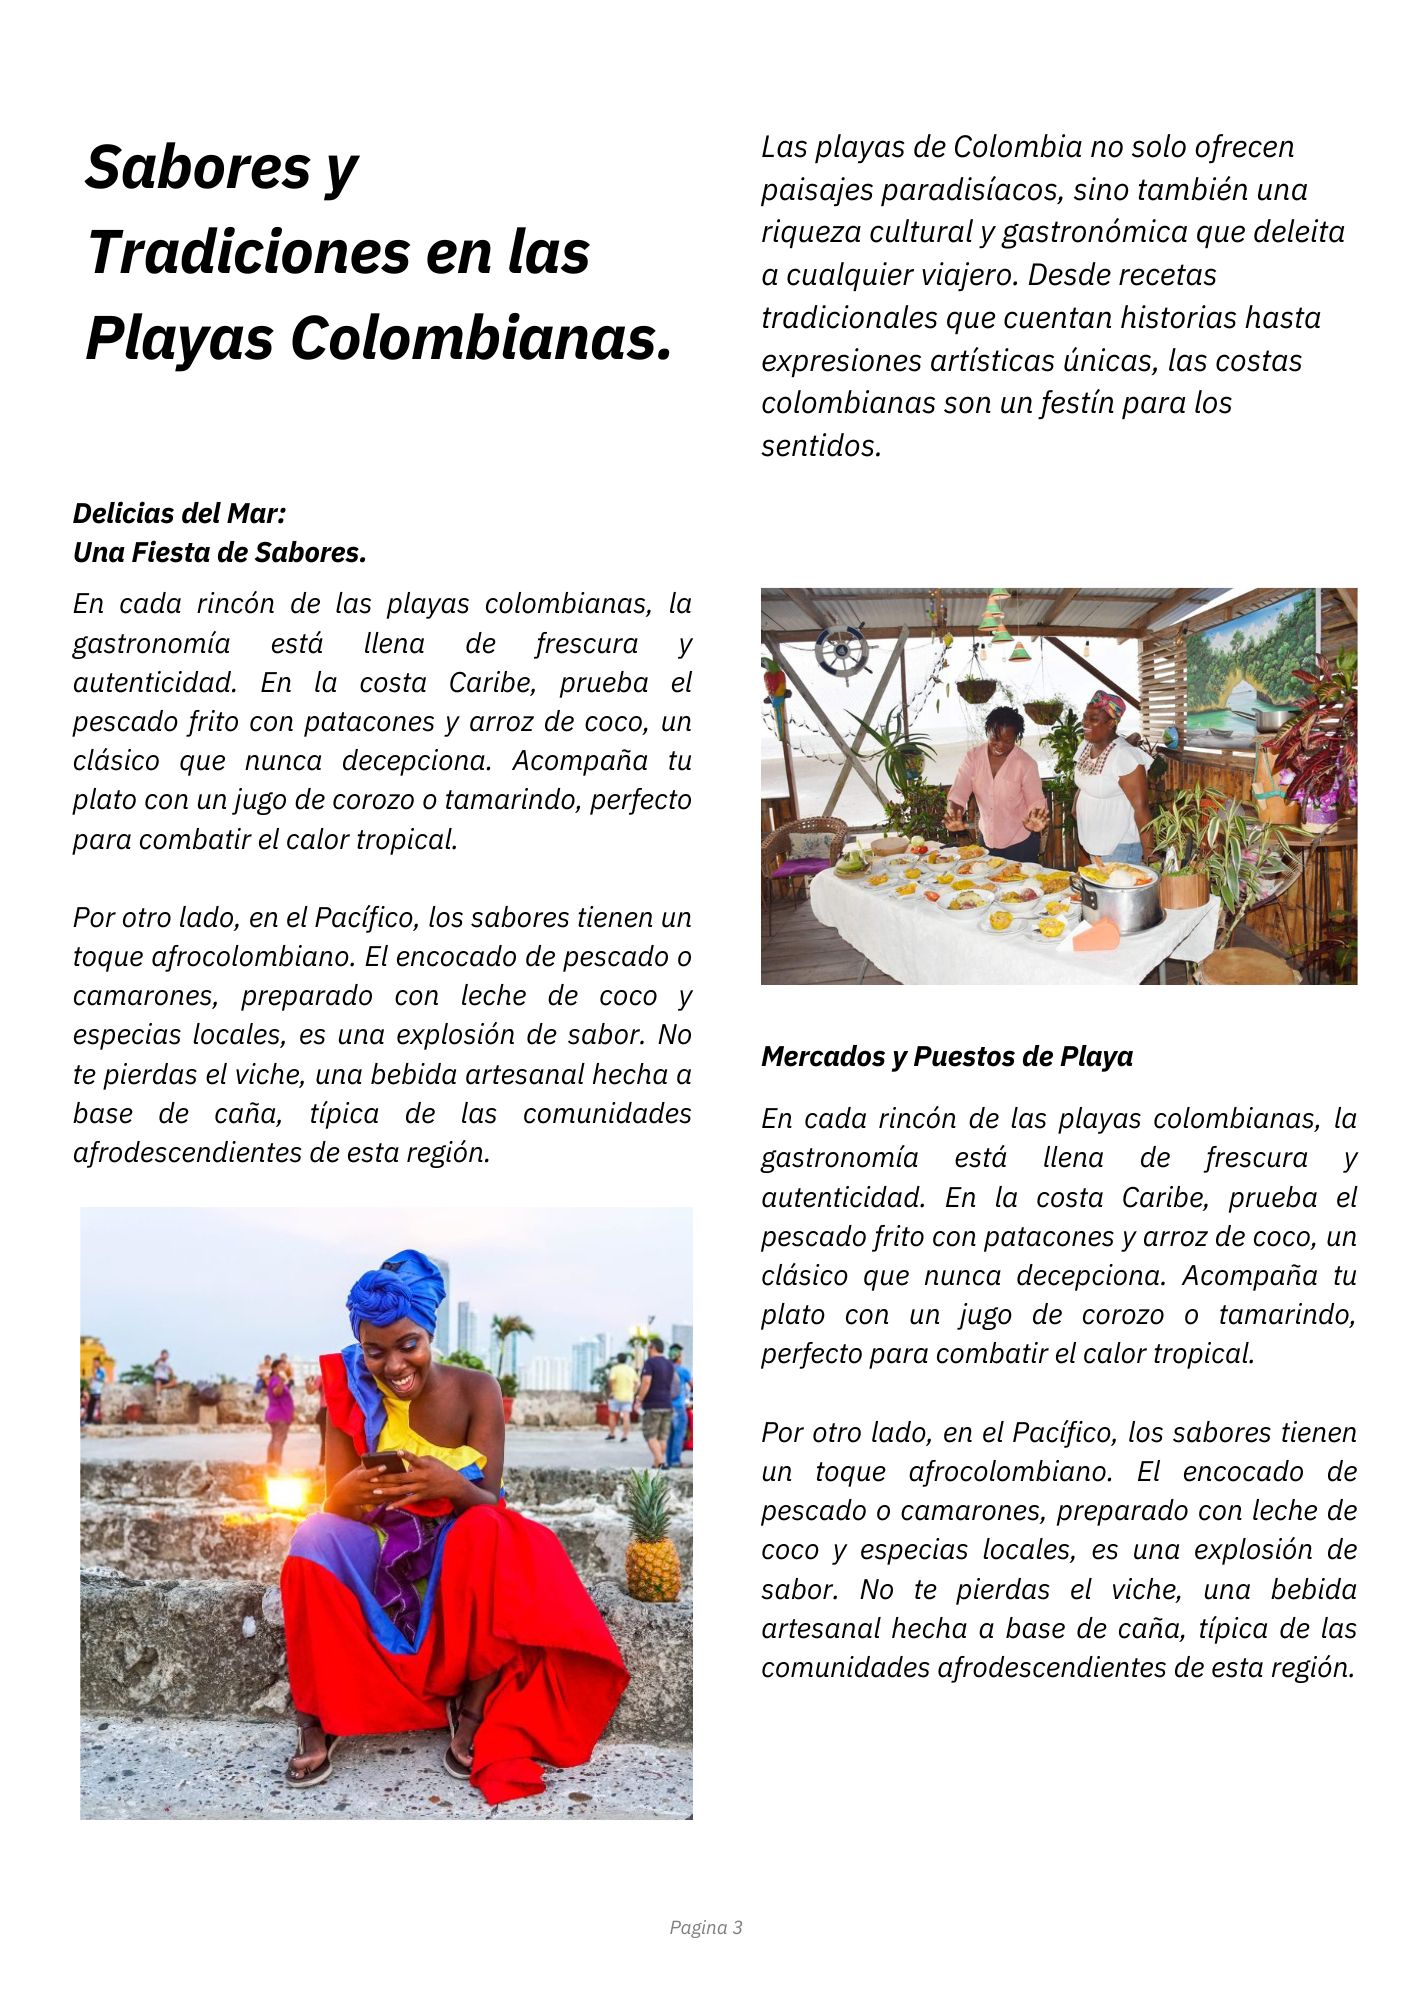 Sabores y
Tradiciones en las
Playas Colombianas.
Las playas de Colombia no solo ofrecen
paisajes paradisíacos, sino también una
riqueza cultural y gastronómica que deleita
a cualquier viajero. Desde recetas
tradicionales que cuentan historias hasta
expresiones artísticas únicas, las costas
colombianas son un festín para los
sentidos.
Delicias del Mar:
Una Fiesta de Sabores.
En cada rincón de las playas colombianas, la
gastronomía está llena de frescura y
autenticidad. En la costa Caribe, prueba el
pescado frito con patacones y arroz de coco, un
clásico que nunca decepciona. Acompaña tu
plato con un jugo de corozo o tamarindo, perfecto
para combatir el calor tropical.
Por otro lado, en el Pacífico, los sabores tienen un
toque afrocolombiano. El encocado de pescado o
camarones, preparado con leche de coco y
especias locales, es una explosión de sabor. No
te pierdas el viche, una bebida artesanal hecha a
base de caña, típica de las comunidades
afrodescendientes de esta región.
Mercados y Puestos de Playa
En cada rincón de las playas colombianas, la
gastronomía está llena de frescura y
autenticidad. En la costa Caribe, prueba el
pescado frito con patacones y arroz de coco, un
clásico que nunca decepciona. Acompaña tu
plato con un jugo de corozo o tamarindo,
perfecto para combatir el calor tropical.
Por otro lado, en el Pacífico, los sabores tienen
un toque afrocolombiano. El encocado de
pescado o camarones, preparado con leche de
coco y especias locales, es una explosión de
sabor. No te pierdas el viche, una bebida
artesanal hecha a base de caña, típica de las
comunidades afrodescendientes de esta región.
Pagina 3